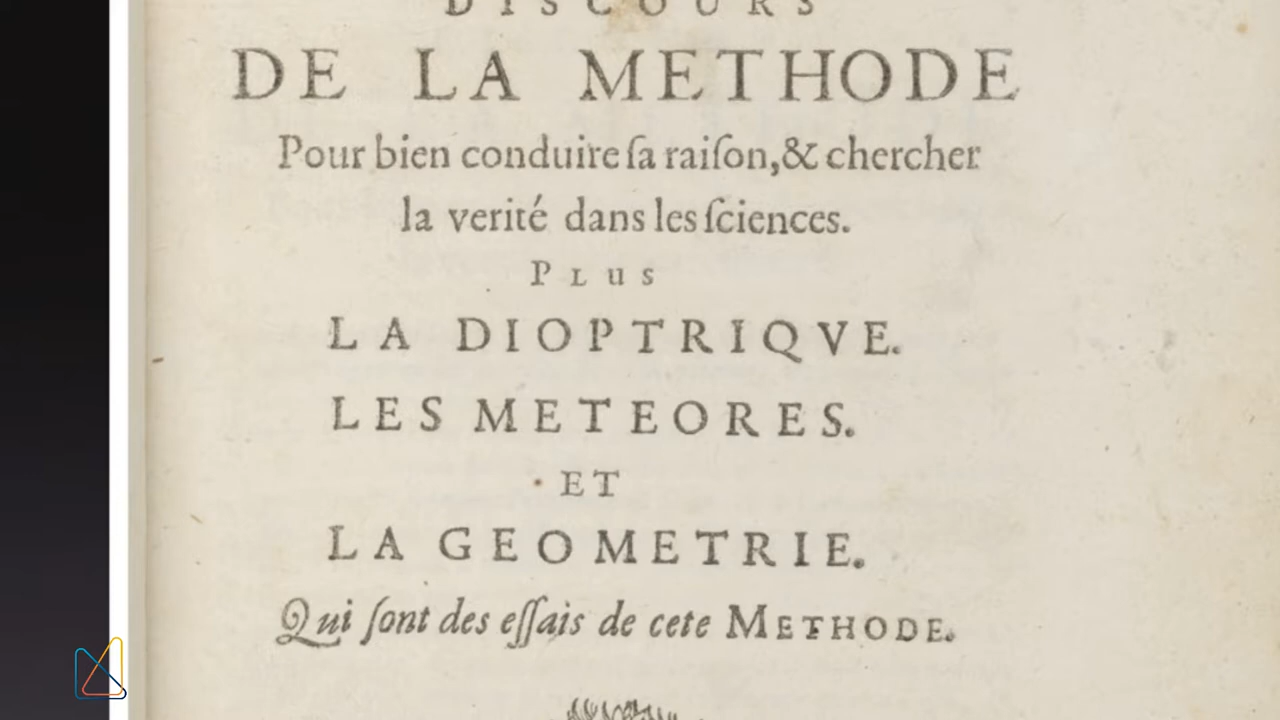 DISCOURS
DE LA METHODE
Pour bien conduire ſa raiſon,& chercher
la verité dans les ſciences.
PLus
LA DIOPTRIQVE.
LES METEORES.
ET
LA GEOMETRIE.
Qui ſont des eſſais de cete METHODE.